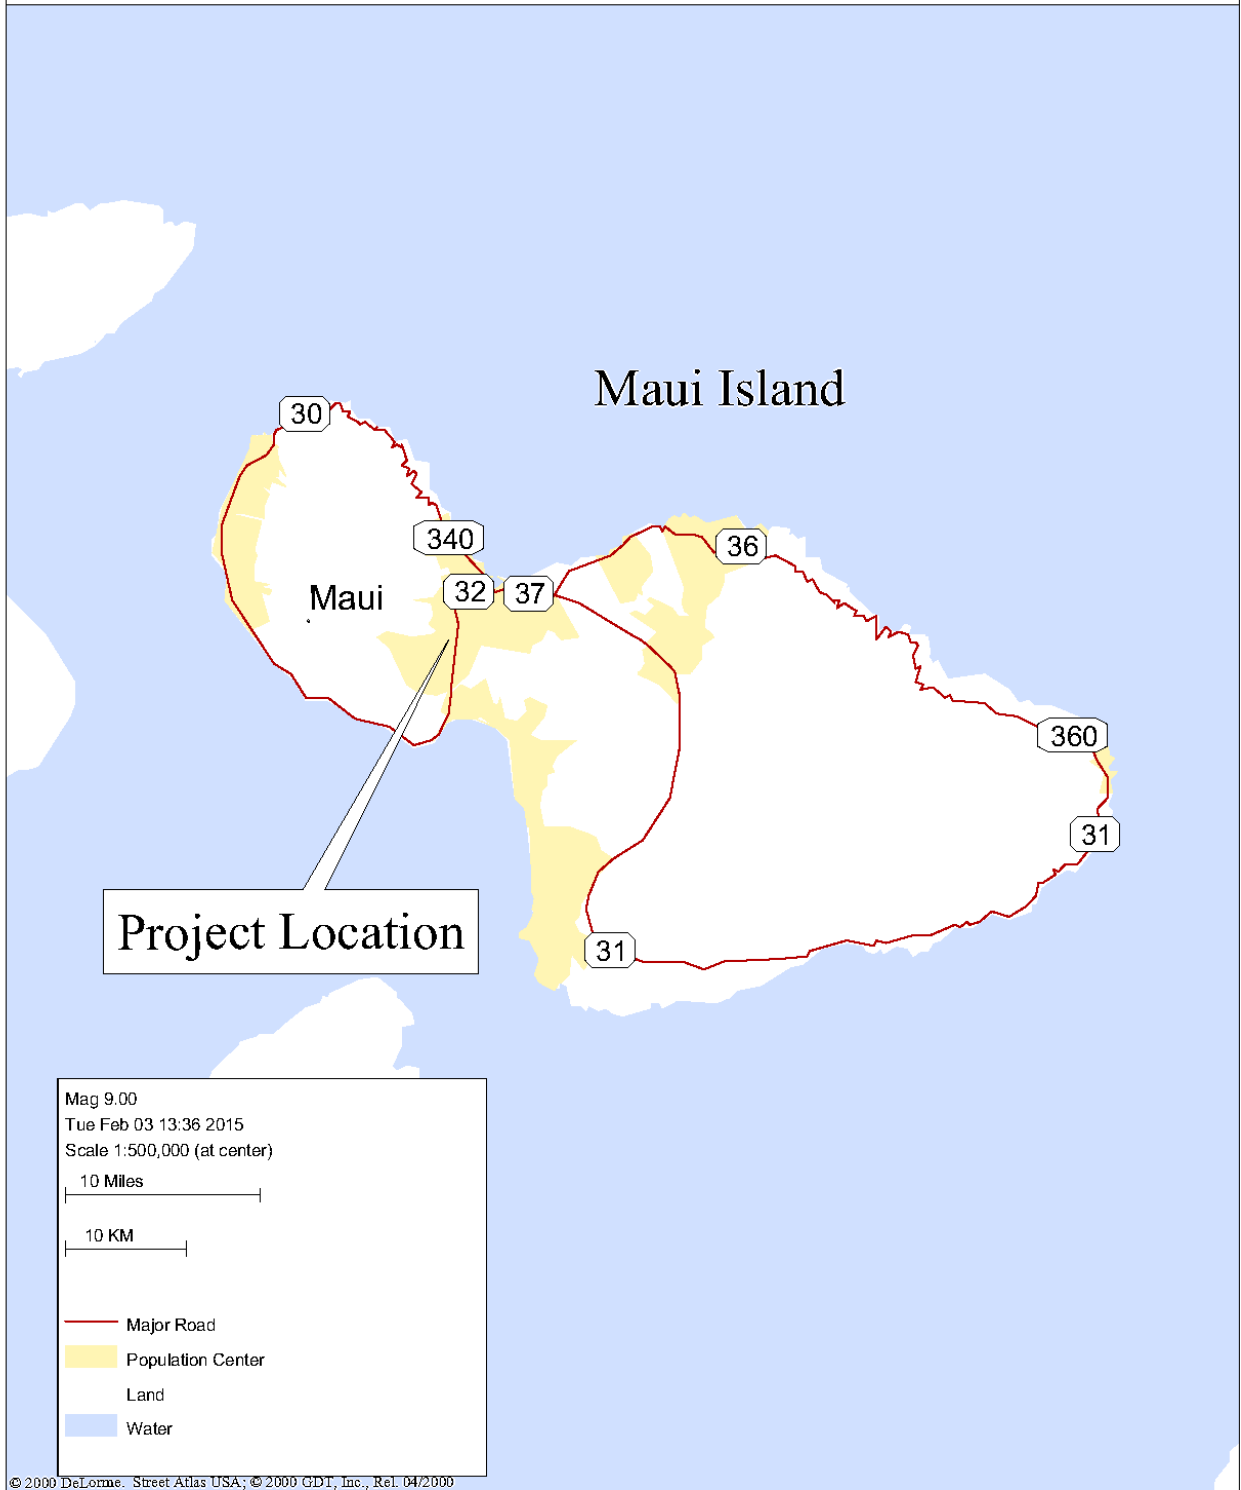 Maui Island
30
340
36
32
37
Maui
360
31
Project Location
31
Mag 9.00
Tue Feb 03 13:36 2015
Scale 1:500,000 (at center)
10 Miles
10 KM
Major Road
Population Center
Land
Water
© 2000 DeLorme. Street Atlas USA; © 2000 GDT, Inc., Rel. 04/2000